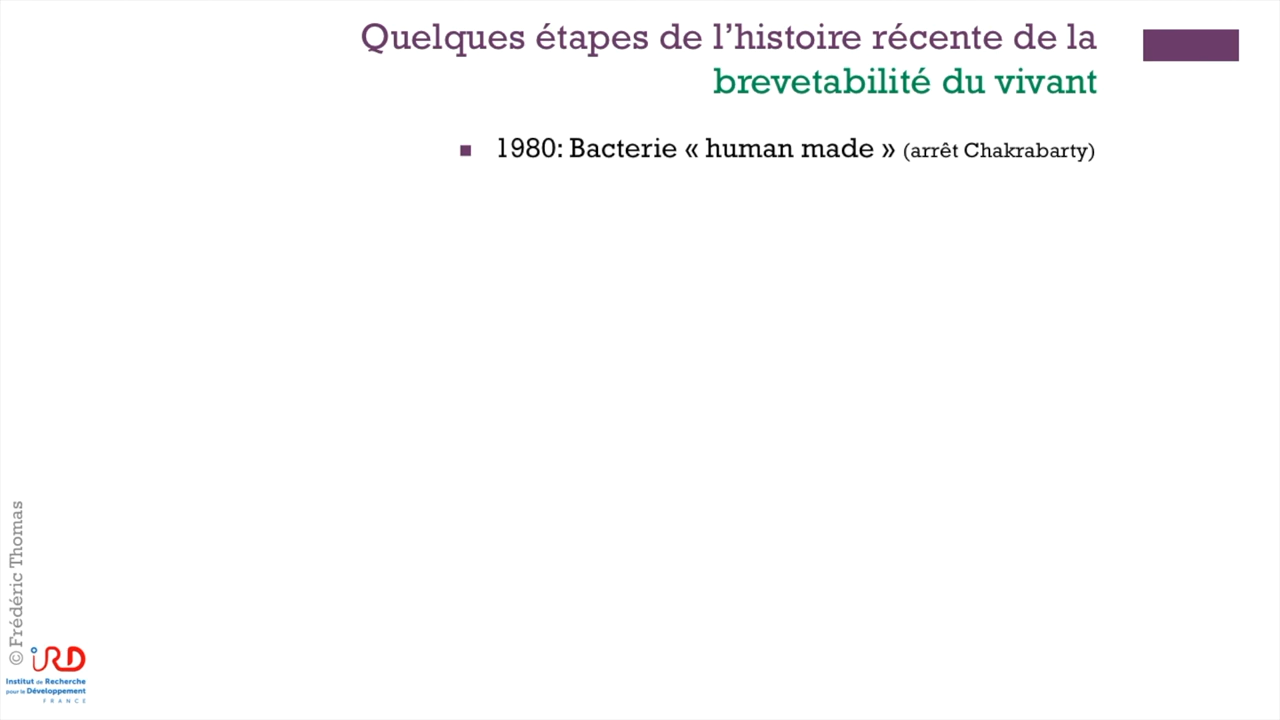 Quelques étapes de l’histoire récente de la
brevetabilité du vivant
1980: Bacterie « human made » (arrêt Chakrabarty)
© Frédéric Thomas
iRD
Institut de Recherche
pour le Développement
FRANCE